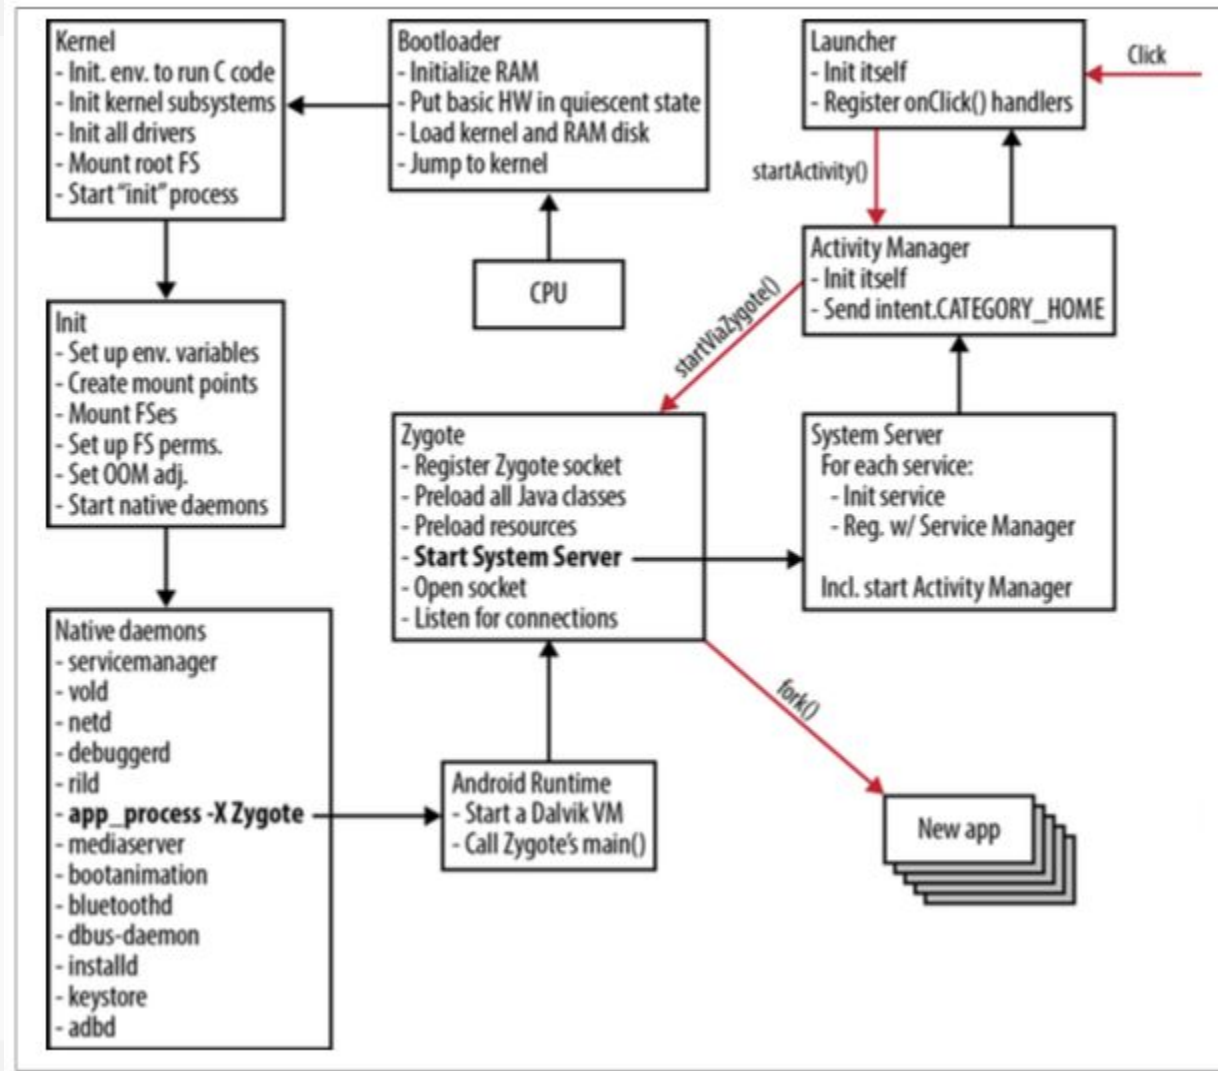 Kernel
- Init. env. to run C code
- Init kernel subsystems
- Init all drivers
- Mount root FS
- Start “init” process
Bootloader
- Initialize RAM
- Put basic HW in quiescent state
- Load kernel and RAM disk
- Jump to kernel
Launcher
- Init itself
- Register onClick() handlers
Click
startActivity()
CPU
Activity Manager
- Init itself
- Send intent.CATEGORY_HOME
startViaZygote()
Init
- Set up env. variables
- Create mount points
- Mount FSes
- Set up FS perms.
- Set OOM adj.
- Start native daemons
Zygote
- Register Zygote socket
- Preload all Java classes
- Preload resources
- Start System Server
- Open socket
- Listen for connections
System Server
For each service:
- Init service
- Reg. w/ Service Manager
Incl. start Activity Manager
fork()
Native daemons
- servicemanager
- vold
- netd
- debuggerd
- rild
- app_process -X Zygote
- mediaserver
- bootanimation
- bluetoothd
- dbus-daemon
- installd
- keystore
- adbd
Android Runtime
- Start a Dalvik VM
- Call Zygote’s main()
New app